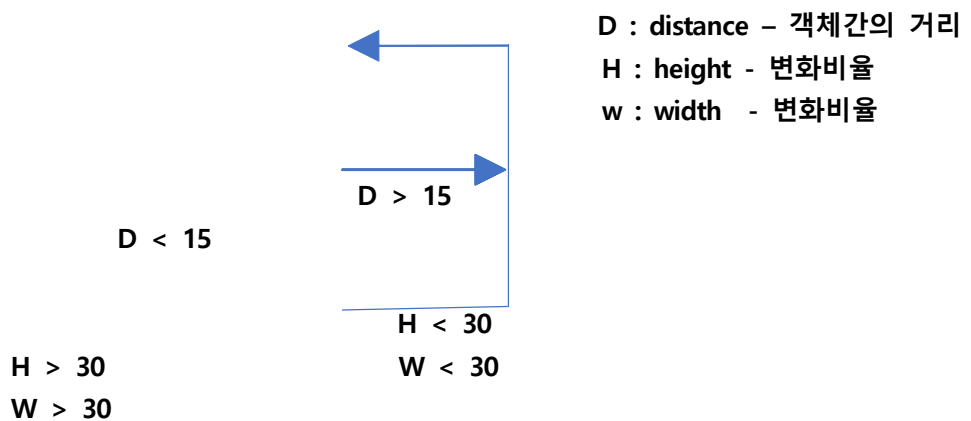 D : distance – 객체간의 거리
H : height - 변화비율
w : width - 변화비율
D > 15
D < 15
H < 30
W < 30
H > 30
W > 30